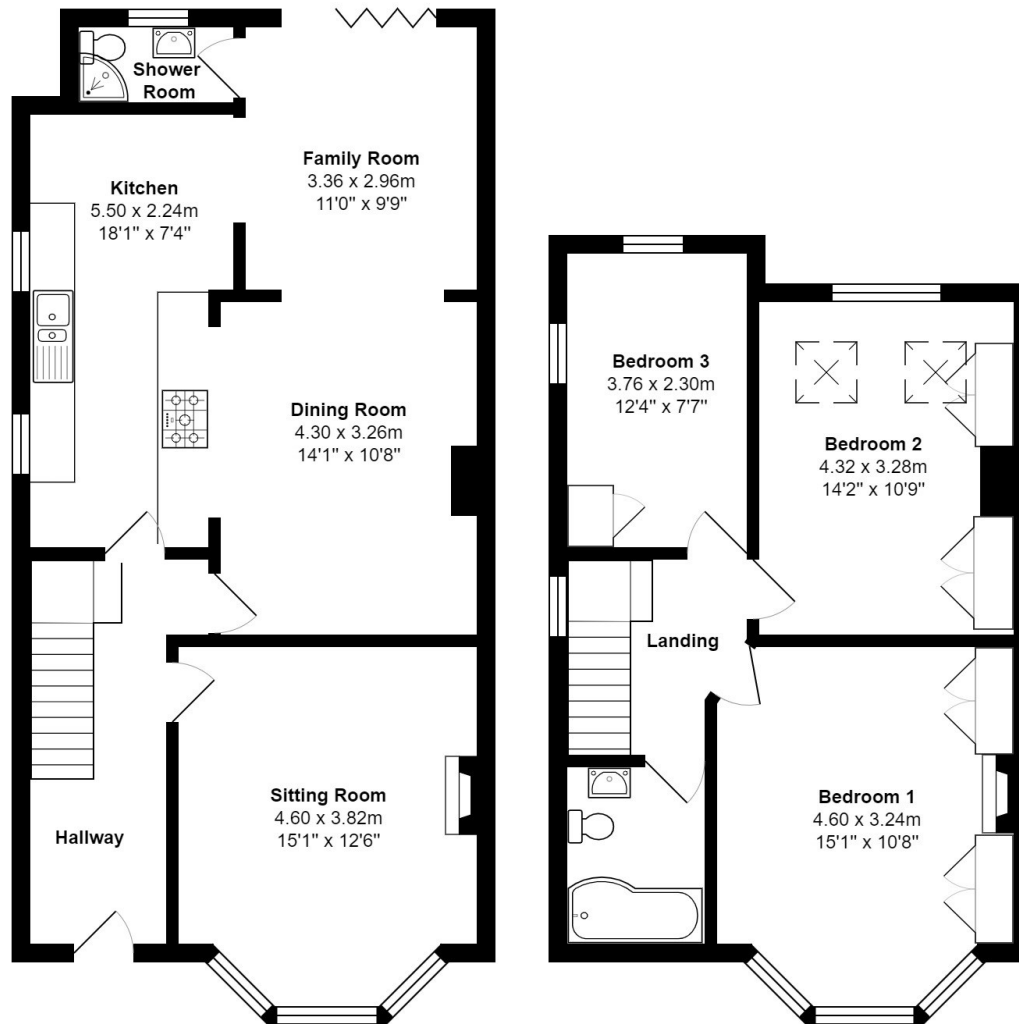 Shower
Room
Family Room
3.36 x 2.96m
11'0" x 9'9"
Kitchen
5.50 x 2.24m
18'1" x 7'4"
Dining Room
4.30 x 3.26m
14'1" x 10'8"
Sitting Room
4.60 x 3.82m
15'1" x 12'6"
Hallway
Bedroom 3
3.76 x 2.30m
12'4" x 7'7"
Bedroom 2
4.32 x 3.28m
14'2" x 10'9"
Landing
Bedroom 1
4.60 x 3.24m
15'1" x 10'8"